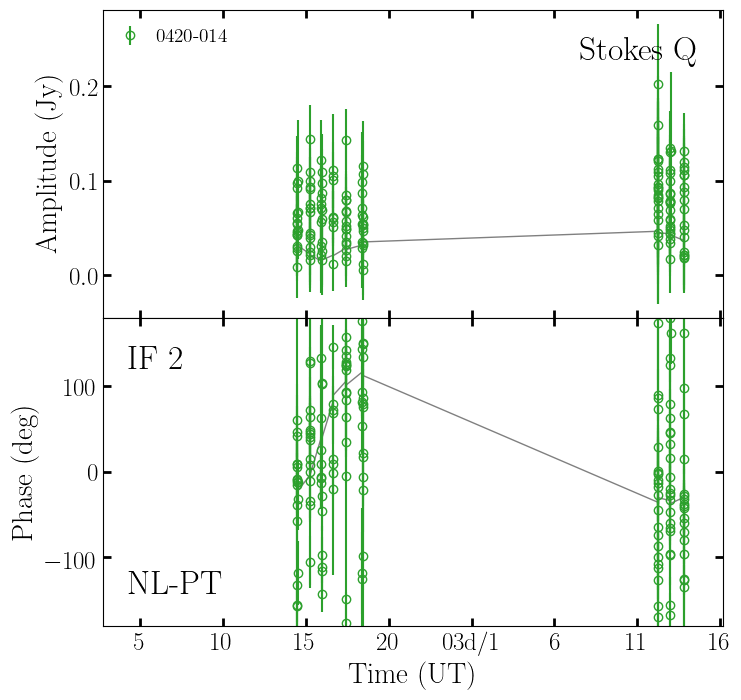 0420-014
Stokes Q
Amplitude (Jy)
0.2
0.1
0.0
IF 2
NL-PT
Phase (deg)
100
0
−100
5 10 15 20 03d/1 6 11 16
Time (UT)